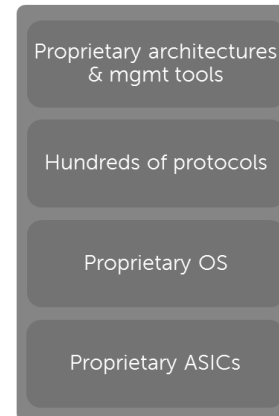 Proprietary architectures
& mgmt tools
Hundreds of protocols
Proprietary OS
Proprietary ASICs